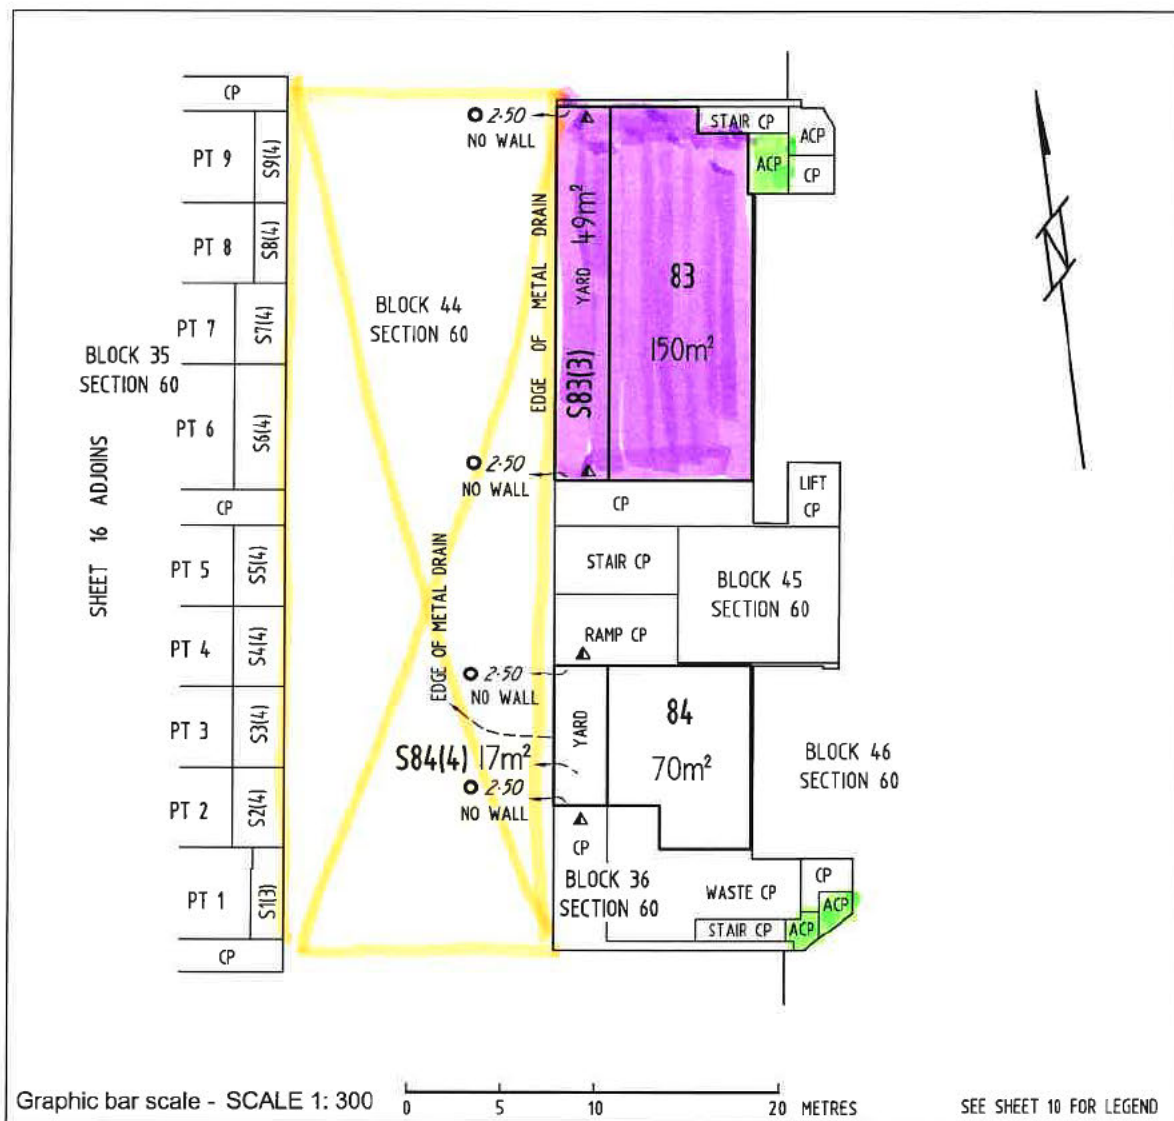 CP
PT 9
S9(4)
PT 8
S8(4)
PT 7
S7(4)
BLOCK 35
SECTION 60
PT 6
S6(4)
SHEET 16 ADJOINS
CP
PT 5
S5(4)
PT 4
S4(4)
PT 3
S3(4)
PT 2
S2(4)
PT 1
S1(3)
CP
BLOCK 44
SECTION 60
2·50
NO WALL
EDGE OF METAL DRAIN
2·50
NO WALL
EDGE OF METAL DRAIN
2·50
NO WALL
S84(4) 17m²
2·50
NO WALL
S83(3) YARD 49m²
83
150m²
STAIR CP
ACP
ACP
CP
CP
LIFT
CP
STAIR CP
BLOCK 45
SECTION 60
RAMP CP
YARD
84
70m²
BLOCK 46
SECTION 60
CP
BLOCK 36
SECTION 60
WASTE CP
CP
ACP
STAIR CP
ACP
Graphic bar scale - SCALE 1: 300
0 5 10 20 METRES
SEE SHEET 10 FOR LEGEND